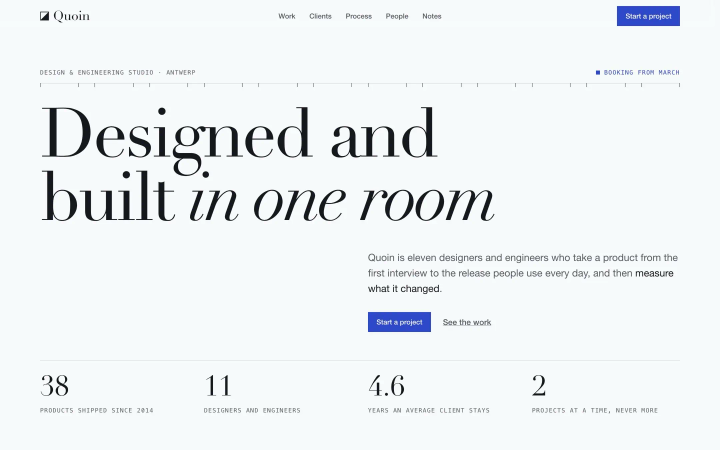 Quoin
Work Clients Process People Notes
Start a project
DESIGN & ENGINEERING STUDIO · ANTWERP
BOOKING FROM MARCH
Designed and
built in one room
Quoin is eleven designers and engineers who take a product from the
first interview to the release people use every day, and then measure
what it changed.
Start a project
See the work
38
PRODUCTS SHIPPED SINCE 2014
11
DESIGNERS AND ENGINEERS
4.6
YEARS AN AVERAGE CLIENT STAYS
2
PROJECTS AT A TIME, NEVER MORE